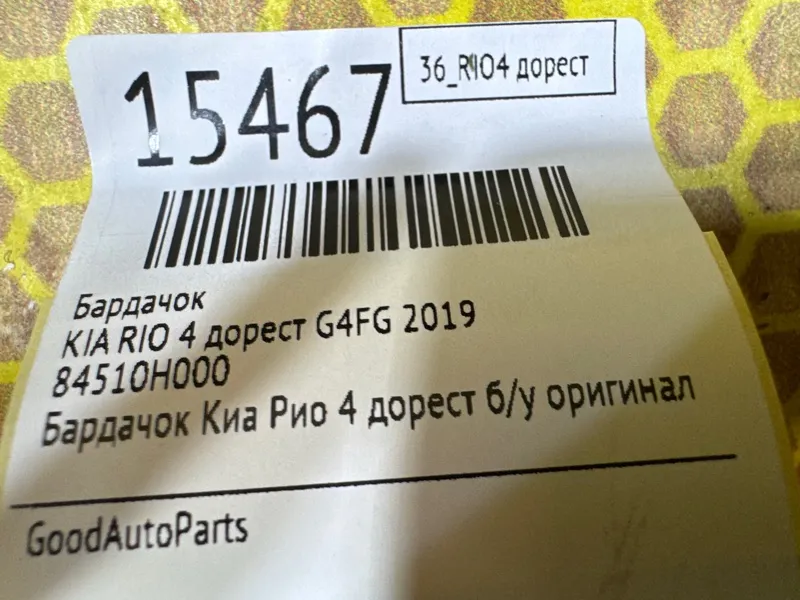 15467
36_RIO4 дорест
Бардачок
KIA RIO 4 дорест G4FG 2019
84510H000
Бардачок Киа Рио 4 дорест б/у оригинал
GoodAutoParts